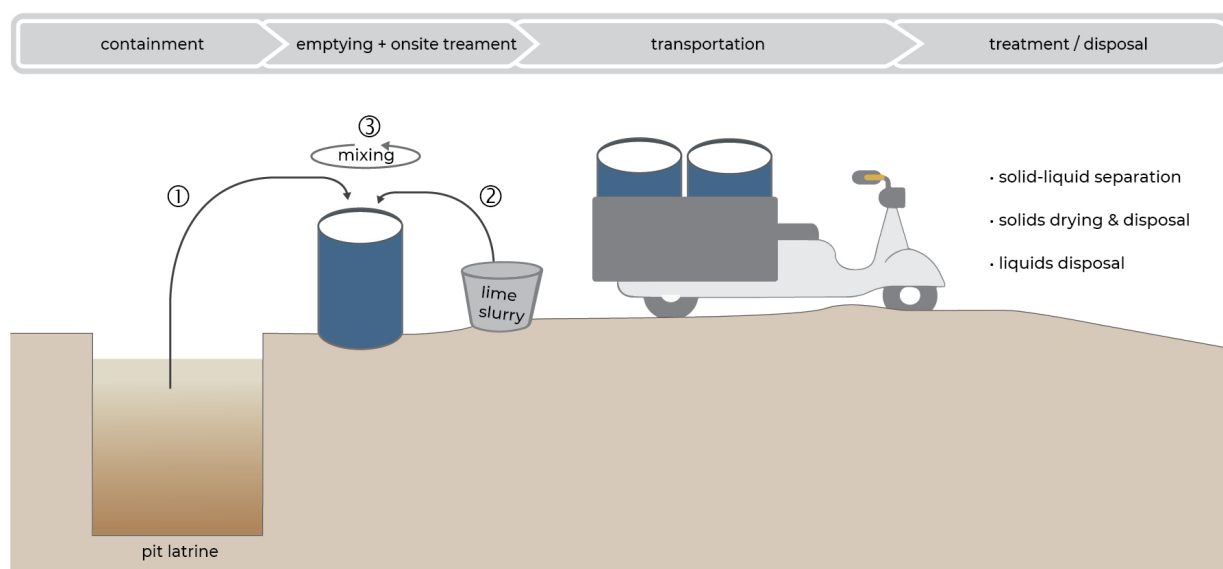 containment
emptying + onsite treament
transportation
treatment / disposal
③
mixing
①
②
lime
slurry
• solid-liquid separation
• solids drying & disposal
• liquids disposal
pit latrine